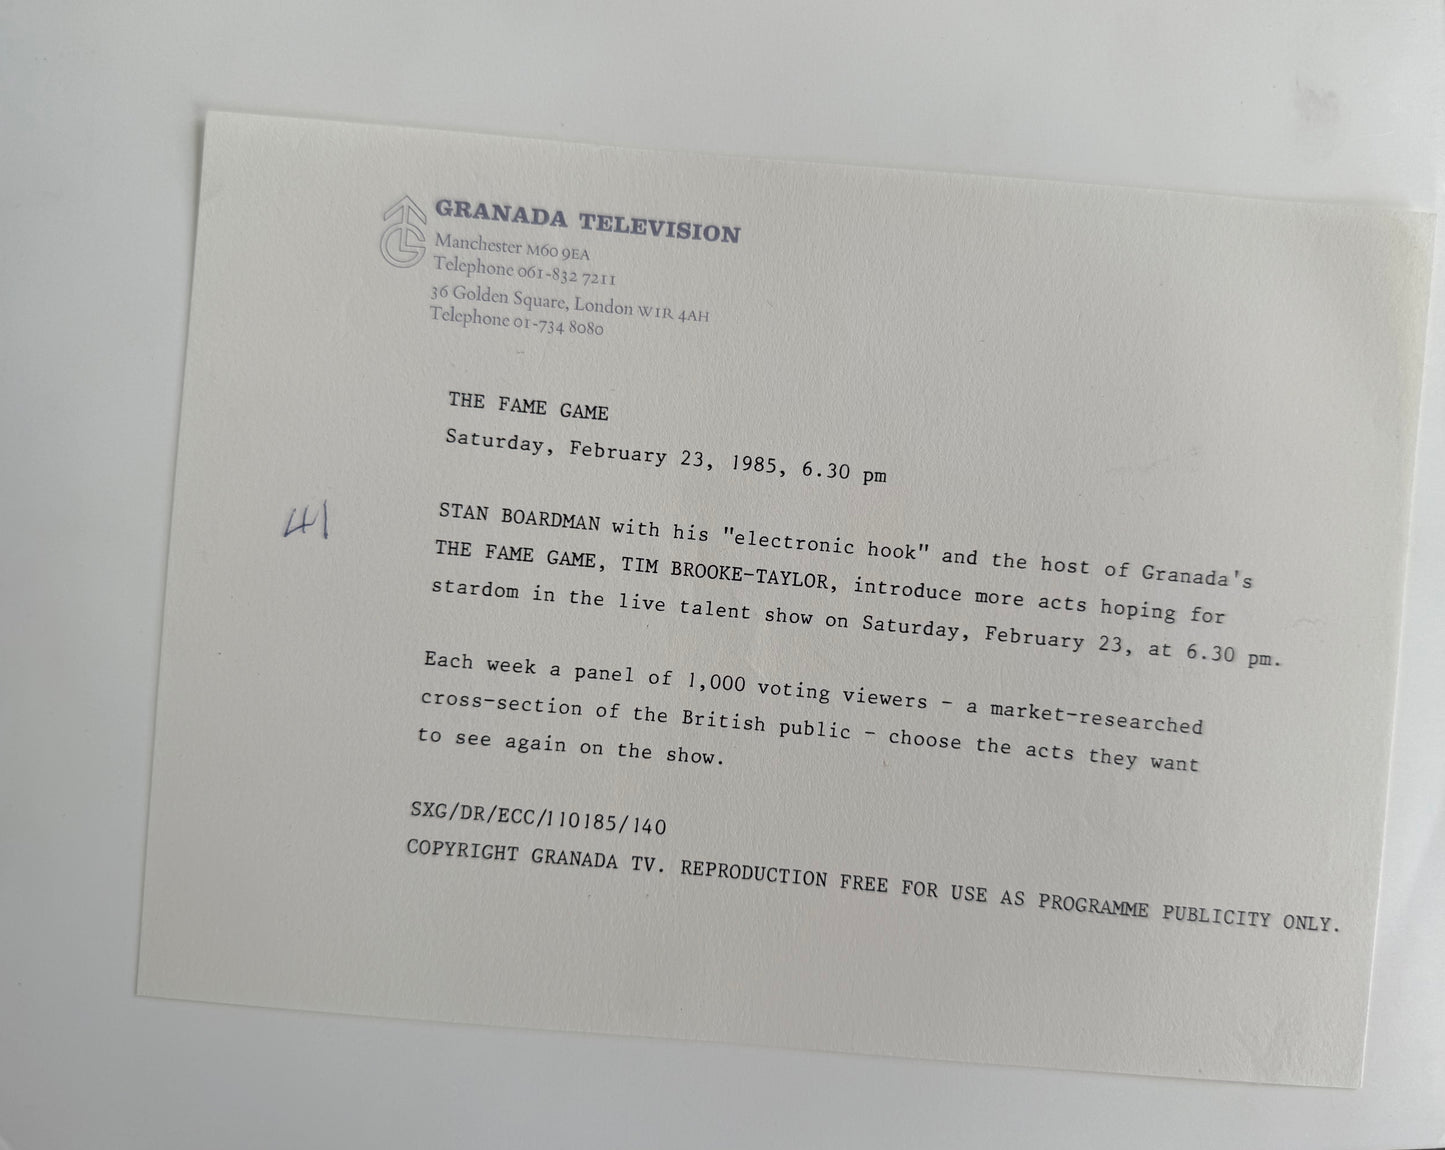 GRANADA TELEVISION
Manchester M60 9EA
Telephone 061-832 7211
36 Golden Square, London W1R 4AH
Telephone 01-734 8080
THE FAME GAME
Saturday, February 23, 1985, 6.30 pm
41
STAN BOARDMAN with his "electronic hook" and the host of Granada's
THE FAME GAME, TIM BROOKE-TAYLOR, introduce more acts hoping for
stardom in the live talent show on Saturday, February 23, at 6.30 pm.
Each week a panel of 1,000 voting viewers - a market-researched
cross-section of the British public - choose the acts they want
to see again on the show.
SXG/DR/ECC/110185/140
COPYRIGHT GRANADA TV. REPRODUCTION FREE FOR USE AS PROGRAMME PUBLICITY ONLY.